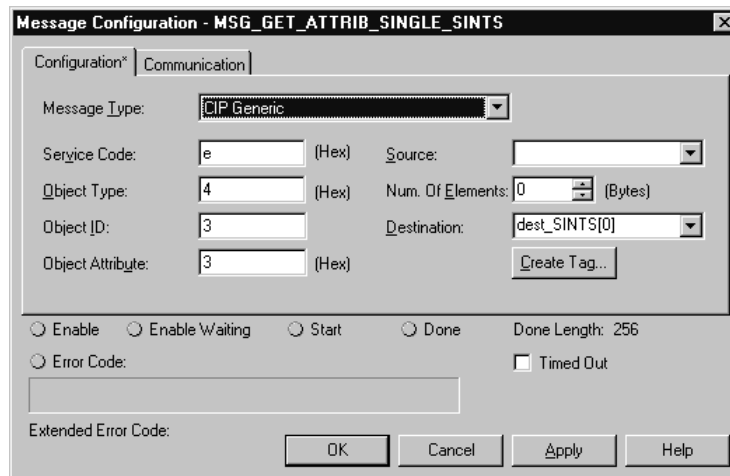 Message Configuration - MSG_GET_ATTRIB_SINGLE_SINTS
Configuration* Communication
Message Type: CIP Generic
Service Code: e (Hex) Source:
Object Type: 4 (Hex) Num. Of Elements: 0 (Bytes)
Object ID: 3 Destination: dest_SINTS[0]
Object Attribute: 3 (Hex) Create Tag...
Enable Enable Waiting Start Done Done Length: 256
Error Code: Timed Out
Extended Error Code:
OK Cancel Apply Help